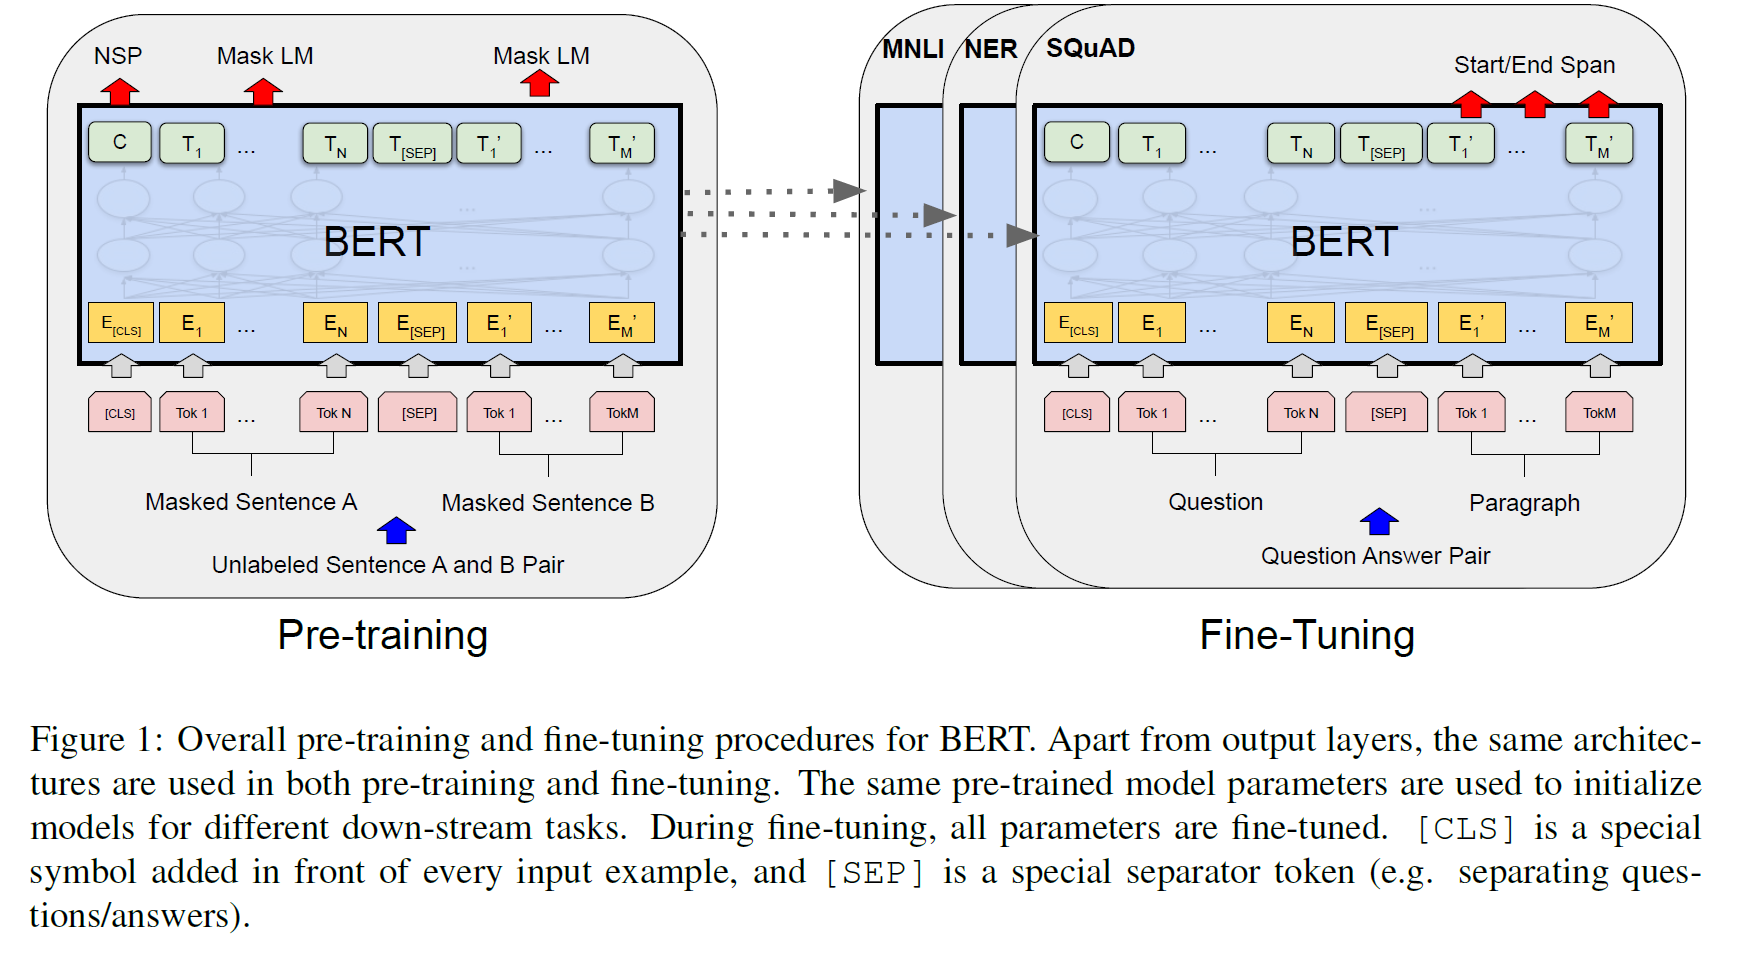 NSP Mask LM Mask LM
C T1 ... TN T[SEP] T1’ ... TM’
...
BERT
...
E[CLS] E1 ... EN E[SEP] E1’ ... EM’
[CLS] Tok 1 ... Tok N [SEP] Tok 1 ... TokM
Masked Sentence A Masked Sentence B
Unlabeled Sentence A and B Pair
Pre-training
MNLI NER SQuAD
Start/End Span
C T1 ... TN T[SEP] T1’ ... TM’
...
BERT
...
E[CLS] E1 ... EN E[SEP] E1’ ... EM’
[CLS] Tok 1 ... Tok N [SEP] Tok 1 ... TokM
Question Paragraph
Question Answer Pair
Fine-Tuning
Figure 1: Overall pre-training and fine-tuning procedures for BERT. Apart from output layers, the same architec-
tures are used in both pre-training and fine-tuning. The same pre-trained model parameters are used to initialize
models for different down-stream tasks. During fine-tuning, all parameters are fine-tuned. [CLS] is a special
symbol added in front of every input example, and [SEP] is a special separator token (e.g. separating ques-
tions/answers).